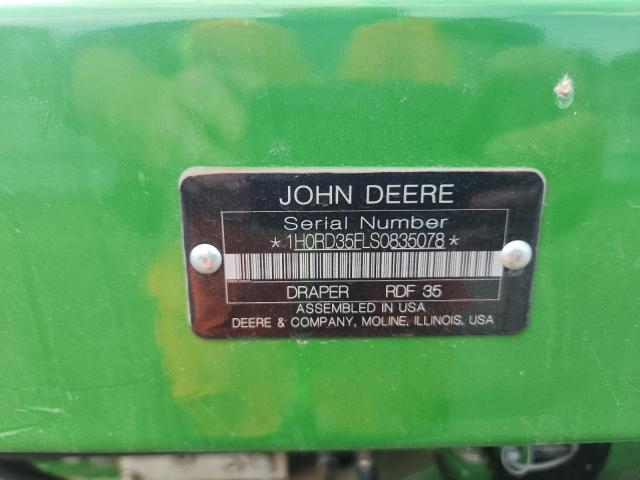 JOHN DEERE
Serial Number
*1H0RD35FLS0835078*
DRAPER RDF 35
ASSEMBLED IN USA
DEERE & COMPANY, MOLINE, ILLINOIS, USA